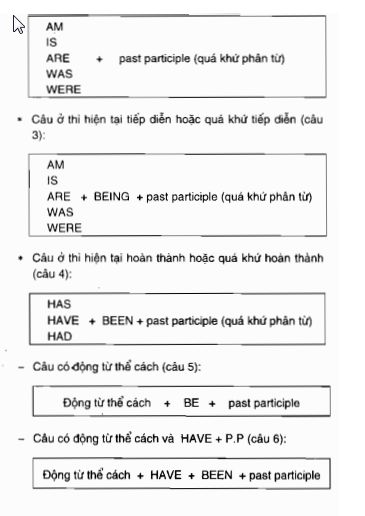 AM
IS
ARE + past participle (quá khứ phân từ)
WAS
WERE
* Câu ở thì hiện tại tiếp diễn hoặc quá khứ tiếp diễn (câu
3):
AM
IS
ARE + BEING + past participle (quá khứ phân từ)
WAS
WERE
* Câu ở thì hiện tại hoàn thành hoặc quá khứ hoàn thành
(câu 4):
HAS
HAVE + BEEN + past participle (quá khứ phân từ)
HAD
– Câu có động từ thể cách (câu 5):
Động từ thể cách + BE + past participle
– Câu có động từ thể cách và HAVE + P.P (câu 6):
Động từ thể cách + HAVE + BEEN + past participle